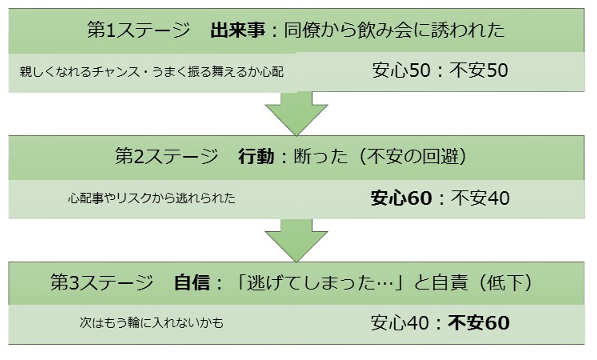 第1ステージ　出来事：同僚から飲み会に誘われた
親しくなれるチャンス・うまく振る舞えるか心配
安心50：不安50
第2ステージ　行動：断った（不安の回避）
心配事やリスクから逃れられた
安心60：不安40
第3ステージ　自信：「逃げてしまった…」と自責（低下）
次はもう輪に入れないかも
安心40：不安60